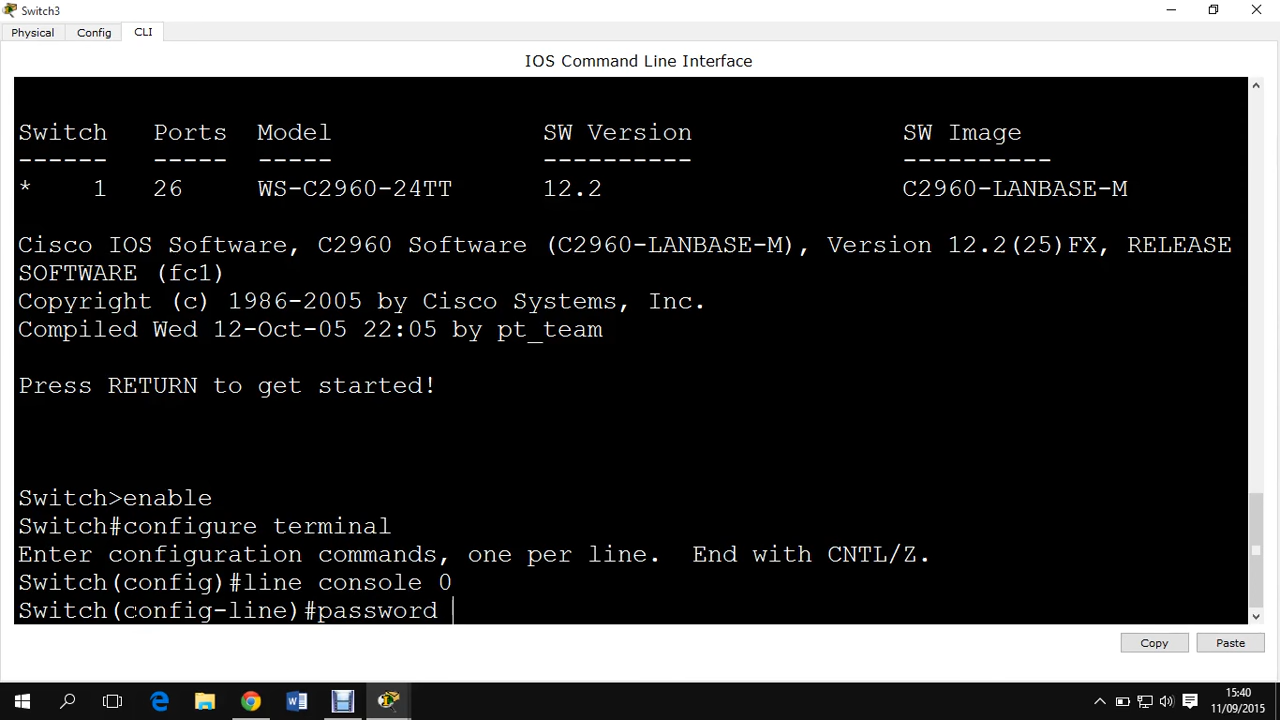 Switch3
Physical Config CLI
IOS Command Line Interface
Switch Ports Model SW Version SW Image
------ ----- ----- ---------- ----------
* 1 26 WS-C2960-24TT 12.2 C2960-LANBASE-M
Cisco IOS Software, C2960 Software (C2960-LANBASE-M), Version 12.2(25)FX, RELEASE
SOFTWARE (fc1)
Copyright (c) 1986-2005 by Cisco Systems, Inc.
Compiled Wed 12-Oct-05 22:05 by pt_team
Press RETURN to get started!
Switch>enable
Switch#configure terminal
Enter configuration commands, one per line.  End with CNTL/Z.
Switch(config)#line console 0
Switch(config-line)#password
Copy Paste
15:40
11/09/2015